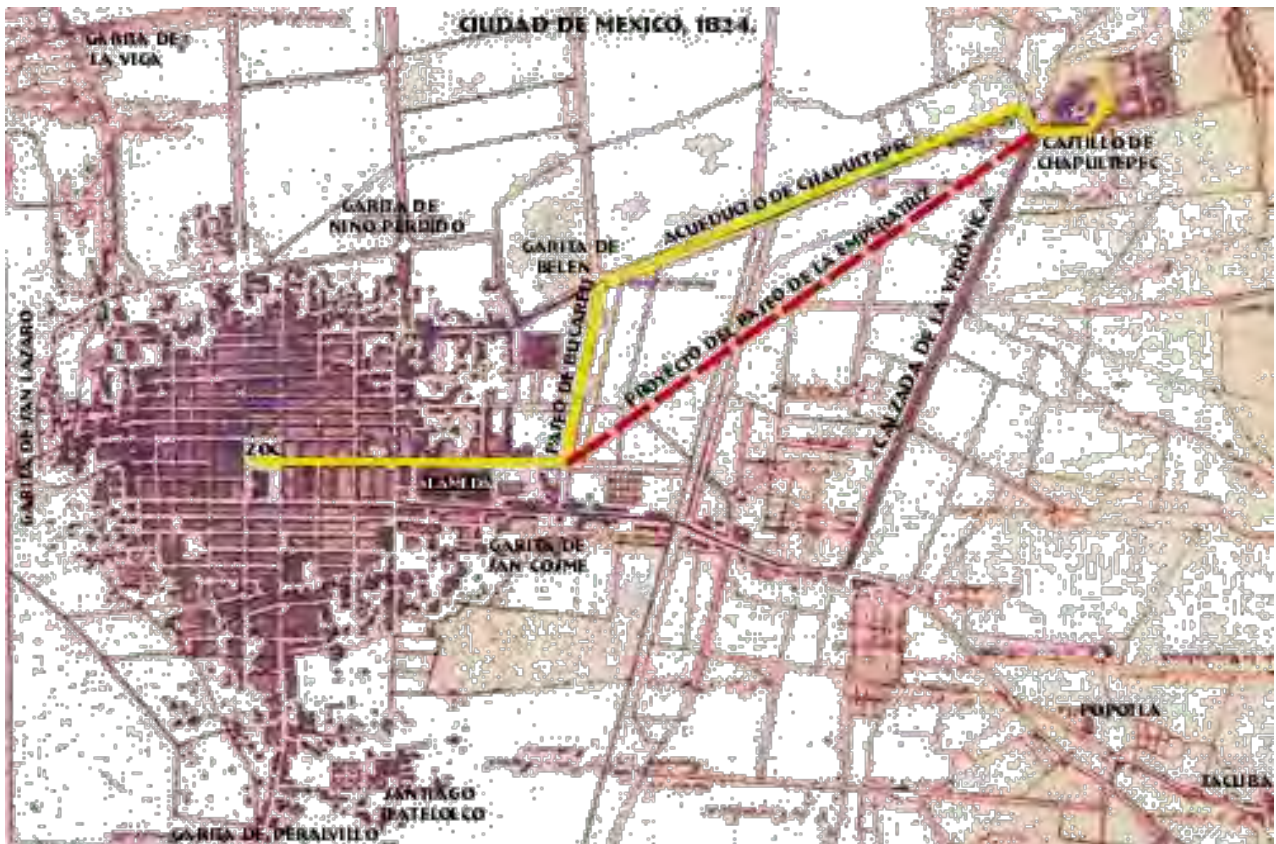 CIUDAD DE MEXICO, 1824.
GARITA DE
LA VIGA
CASTILLO DE
CHAPULTEPEC
ACUEDUCTO DE CHAPULTEPEC
GARITA DE
NINO PERDIDO
GARITA DE
BELEN
PROYECTO DEL PASEO DE LA EMPERATRIZ
CALZADA DE LA VERÓNICA
PASEO DE BUCARELI
GARITA DE SAN LAZARO
ZOC
ALAMEDA
GARITA DE
SAN COSME
POPOTLA
TACUBA
SANTIAGO
TLATELOLCO
GARITA DE PERALVILLO